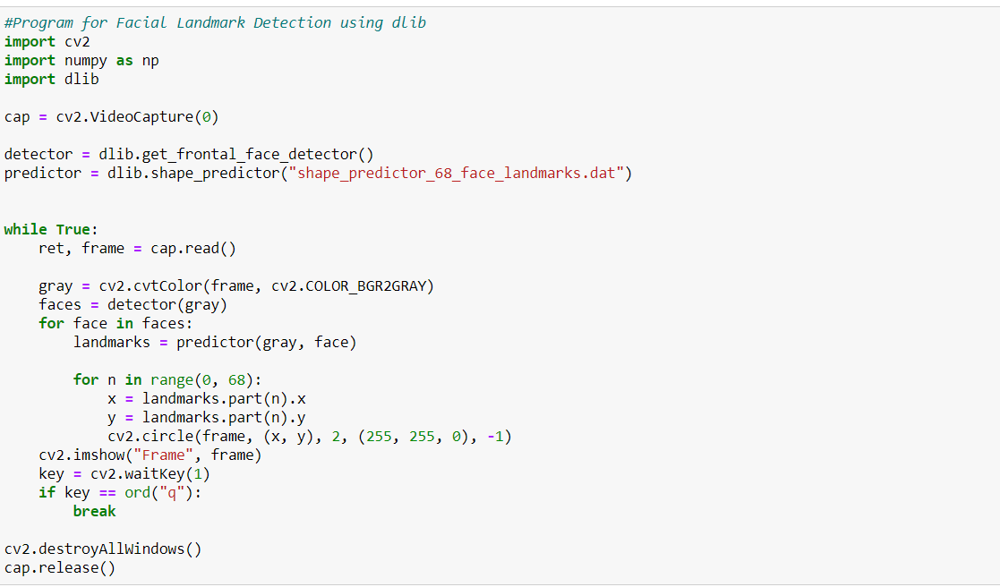 #Program for Facial Landmark Detection using dlib
import cv2
import numpy as np
import dlib

cap = cv2.VideoCapture(0)

detector = dlib.get_frontal_face_detector()
predictor = dlib.shape_predictor("shape_predictor_68_face_landmarks.dat")


while True:
    ret, frame = cap.read()

    gray = cv2.cvtColor(frame, cv2.COLOR_BGR2GRAY)
    faces = detector(gray)
    for face in faces:
        landmarks = predictor(gray, face)

        for n in range(0, 68):
            x = landmarks.part(n).x
            y = landmarks.part(n).y
            cv2.circle(frame, (x, y), 2, (255, 255, 0), -1)
    cv2.imshow("Frame", frame)
    key = cv2.waitKey(1)
    if key == ord("q"):
        break

cv2.destroyAllWindows()
cap.release()